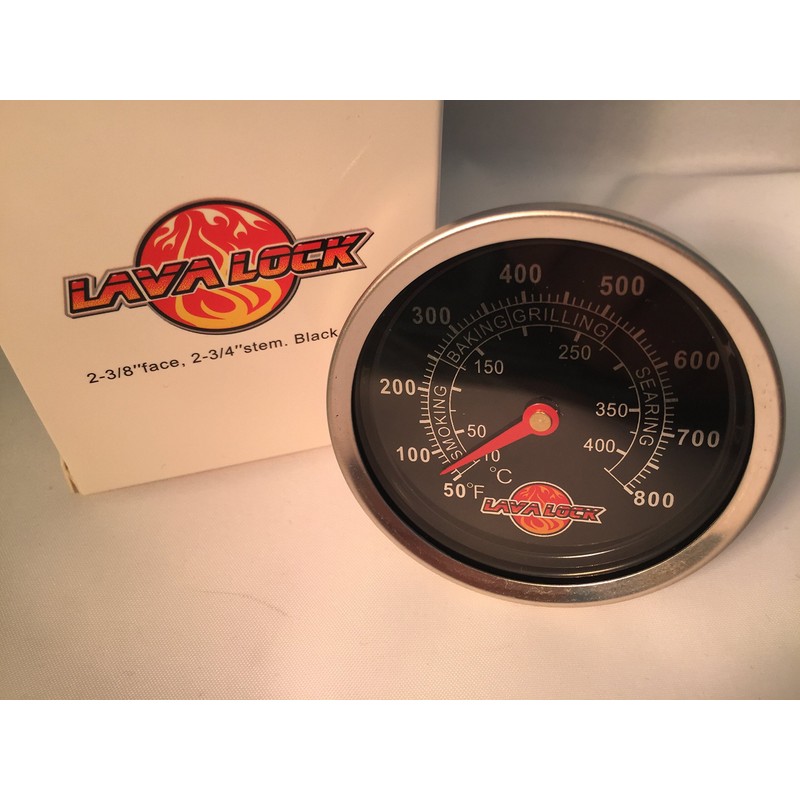 LAVA LOCK
2-3/8"face, 2-3/4"stem. Black
400
500
300
600
200
700
100
800
50°F
SMOKING
BAKING
GRILLING
SEARING
150
250
50
350
10
400
°C
LAVA LOCK